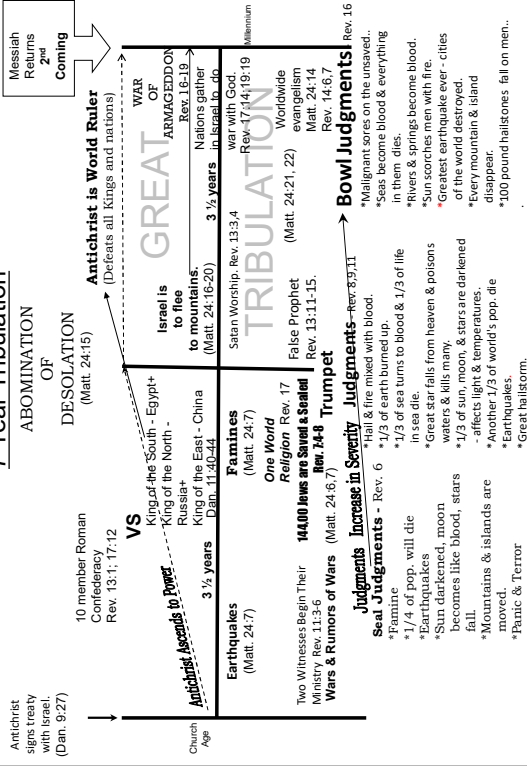 7 Year Tribulation
Antichrist
signs treaty
with Israel.
(Dan. 9:27)
10 member Roman
Confederacy
Rev. 13:1; 17:12
ABOMINATION
OF
DESOLATION
(Matt. 24:15)
Messiah
Returns
2nd
Coming
Antichrist is World Ruler
(Defeats all Kings and nations)
VS
King of the South - Egypt+
King of the North -
Russia+
King of the East - China
Dan. 11:40-44
Antichrist Ascends to Power
3 ½ years
Church
Age
GREAT
WAR
OF
ARMAGEDDON
Rev. 16-19
Nations gather
in Israel to do
war with God.
Rev. 17:14;19:19
Israel is
to flee
to mountains.
(Matt. 24:16-20)
3 ½ years
Millennium
Earthquakes
(Matt. 24:7)
Famines
(Matt. 24:7)
One World
Religion Rev. 17
144,00 Jews are Saved & Sealed
Rev. 7:4-8
Two Witnesses Begin Their
Ministry Rev. 11:3-6
Wars & Rumors of Wars (Matt. 24:6,7)
Satan Worship. Rev. 13:3,4
TRIBULATION
(Matt. 24:21, 22)
Worldwide
evangelism
Matt. 24:14
Rev. 14:6,7
False Prophet
Rev. 13:11-15.
Judgments Increase in Severity
Seal Judgments - Rev. 6
*Famine
*1/4 of pop. will die
*Earthquakes
*Sun darkened, moon
becomes like blood, stars
fall.
*Mountains & islands are
moved.
*Panic & Terror
Trumpet
Judgments - Rev. 8,9,11
*Hail & fire mixed with blood.
*1/3 of earth burned up.
*1/3 of sea turns to blood & 1/3 of life
in sea die.
*Great star falls from heaven & poisons
waters & kills many.
*1/3 of sun, moon, & stars are darkened
- affects light & temperatures.
*Another 1/3 of world's pop. die
*Earthquakes.
*Great hailstorm.
Bowl Judgments - Rev. 16
*Malignant sores on the unsaved..
*Seas become blood & everything
in them dies.
*Rivers & springs become blood.
*Sun scorches men with fire.
*Greatest earthquake ever - cities
of the world destroyed.
*Every mountain & island
disappear.
*100 pound hailstones fall on men..
.